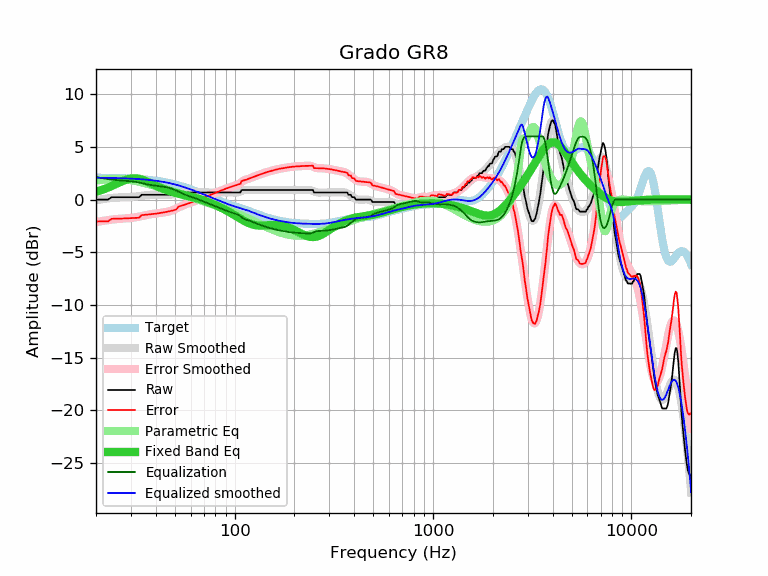 Grado GR8
Amplitude (dBr)
10
5
0
−5
−10
−15
−20
−25
Target
Raw Smoothed
Error Smoothed
Raw
Error
Parametric Eq
Fixed Band Eq
Equalization
Equalized smoothed
100
1000
10000
Frequency (Hz)